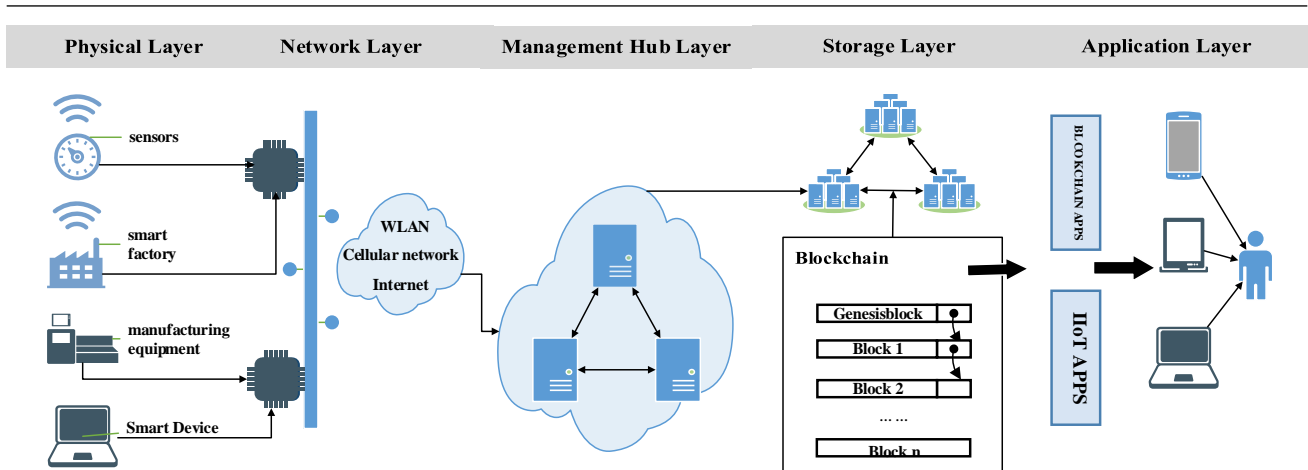 Physical Layer
Network Layer
Management Hub Layer
Storage Layer
Application Layer
sensors
smart
factory
manufacturing
equipment
Smart Device
WLAN
Cellular network
Internet
Blockchain
Genesisblock
Block 1
Block 2
... ...
Block n
BLCOKCHAIN APPS
IIoT APPS